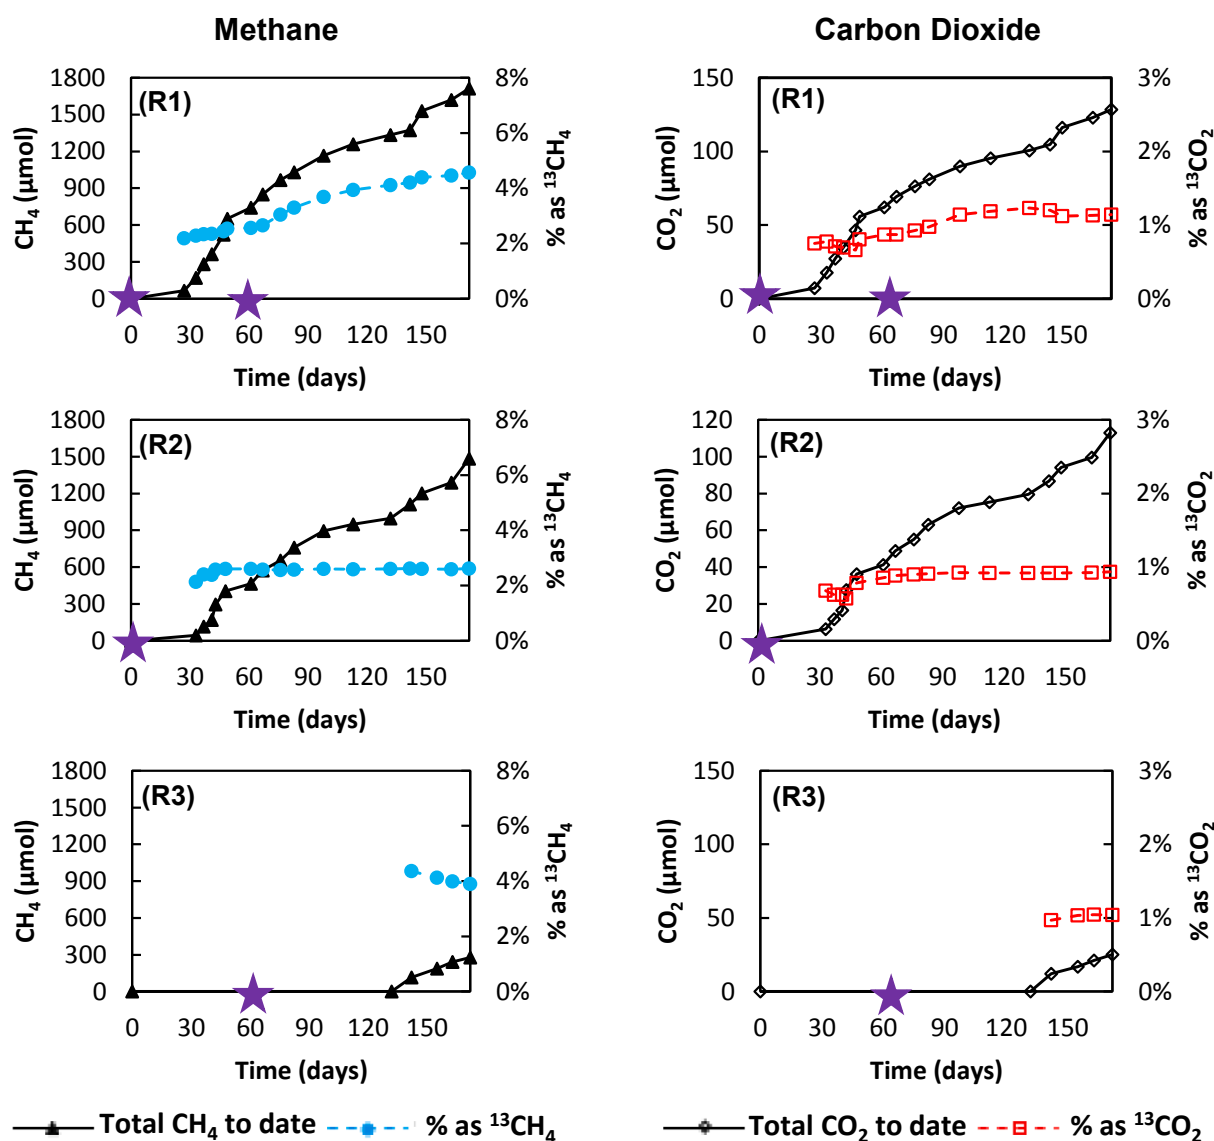 Methane
Carbon Dioxide
(R1)
1800
1500
1200
900
600
300
0
CH₄ (µmol)
8%
6%
4%
2%
0%
% as ¹³CH₄
0 30 60 90 120 150
Time (days)
(R1)
150
100
50
0
CO₂ (µmol)
3%
2%
1%
0%
% as ¹³CO₂
0 30 60 90 120 150
Time (days)
(R2)
1800
1500
1200
900
600
300
0
CH₄ (µmol)
8%
6%
4%
2%
0%
% as ¹³CH₄
0 30 60 90 120 150
Time (days)
(R2)
120
100
80
60
40
20
0
CO₂ (µmol)
3%
2%
1%
0%
% as ¹³CO₂
0 30 60 90 120 150
Time (days)
(R3)
1800
1500
1200
900
600
300
0
CH₄ (µmol)
8%
6%
4%
2%
0%
% as ¹³CH₄
0 30 60 90 120 150
Time (days)
(R3)
150
100
50
0
CO₂ (µmol)
3%
2%
1%
0%
% as ¹³CO₂
0 30 60 90 120 150
Time (days)
Total CH₄ to date % as ¹³CH₄
Total CO₂ to date % as ¹³CO₂